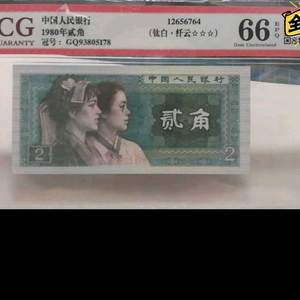 CG
GUARANTY
中国人民银行
1980年贰角
冠号：GQ93805178
12656764
(钛白·纤云☆☆☆)
66
EPQ
Gem Uncirculated
中国人民银行
贰角
2
2